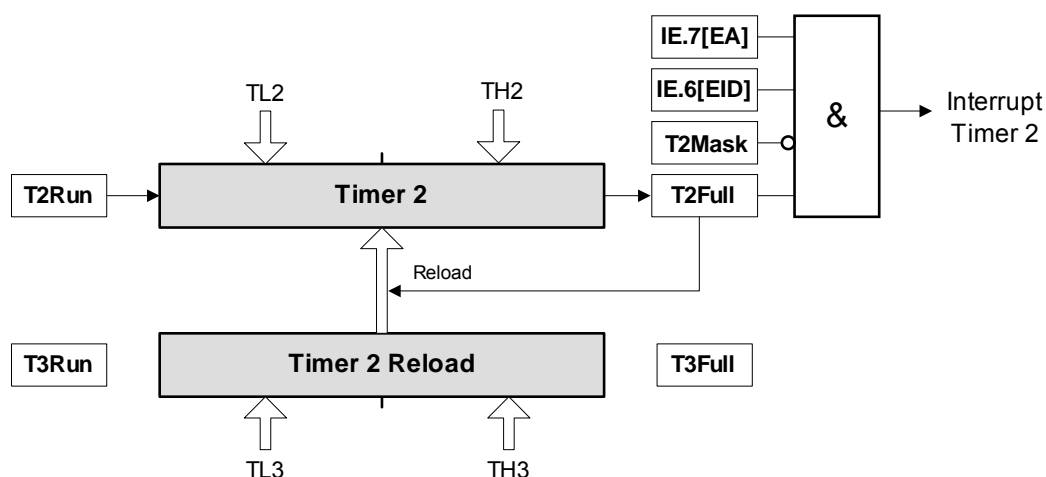 IE.7[EA]
TL2
TH2
IE.6[EID]
&
Interrupt
Timer 2
T2Mask
T2Run
Timer 2
T2Full
Reload
T3Run
Timer 2 Reload
T3Full
TL3
TH3